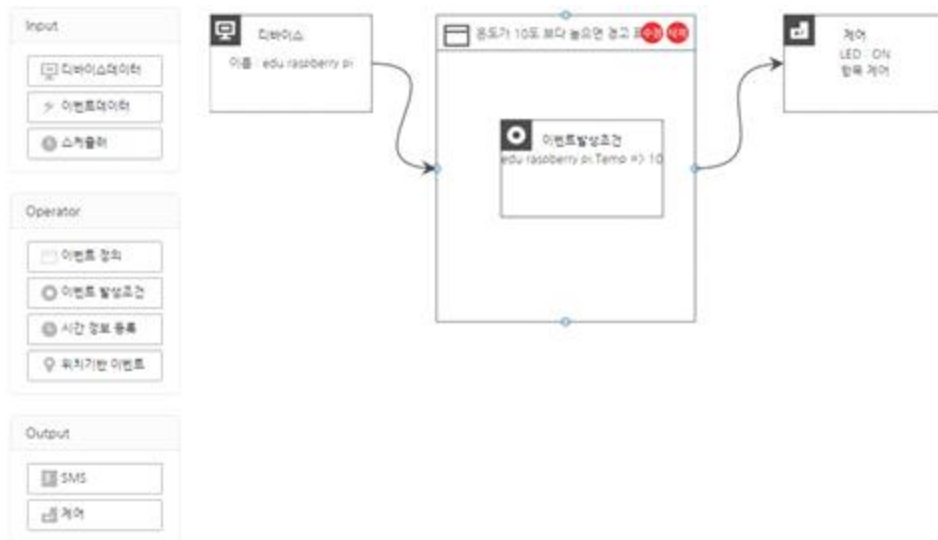 Input
디바이스데이터
이벤트데이터
스케줄러
Operator
이벤트 정의
이벤트 발생조건
시간 정보 등록
위치기반 이벤트
Output
SMS
제어
디바이스
이름 : edu raspberry pi
온도가 10도 보다 높으면 경고
수정
삭제
이벤트발생조건
edu raspberry pi.Temp => 10
제어
LED : ON
항목 제어